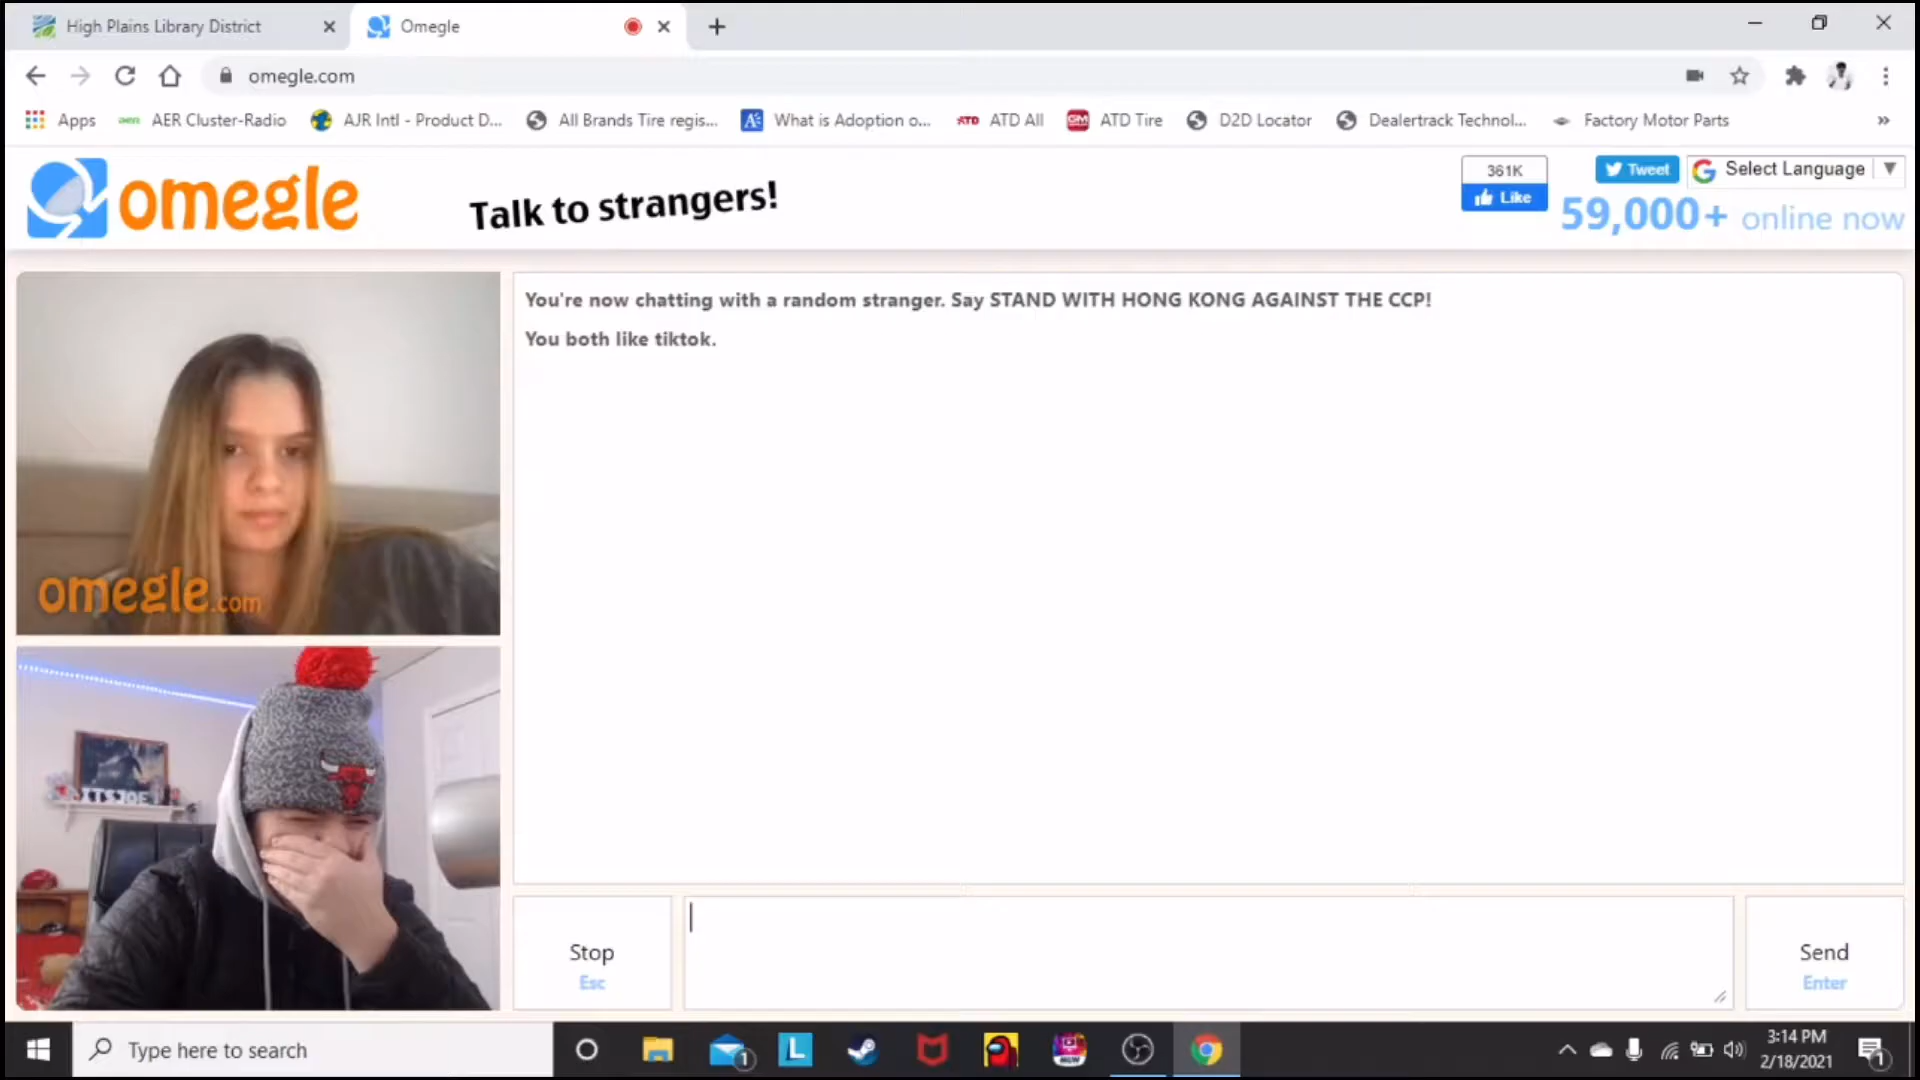 High Plains Library District
Omegle
omegle.com
Apps
AER Cluster-Radio
AJR Intl - Product D...
All Brands Tire regis...
What is Adoption o...
ATD All
ATD Tire
D2D Locator
Dealertrack Technol...
Factory Motor Parts
omegle
Talk to strangers!
361K
Like
Tweet
Select Language
59,000+ online now
You're now chatting with a random stranger. Say STAND WITH HONG KONG AGAINST THE CCP!
You both like tiktok.
omegle.com
ITSJOE
Stop
Esc
Send
Enter
Type here to search
3:14 PM
2/18/2021